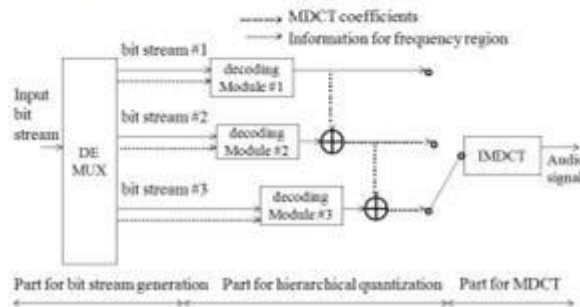 MDCT coefficients
Information for frequency region
bit stream #1
decoding
Module #1
Input
bit
stream
bit stream #2
decoding
Module #2
DE
MUX
IMDCT
Audio
signal
bit stream #3
decoding
Module #3
Part for bit stream generation
Part for hierarchical quantization
Part for MDCT